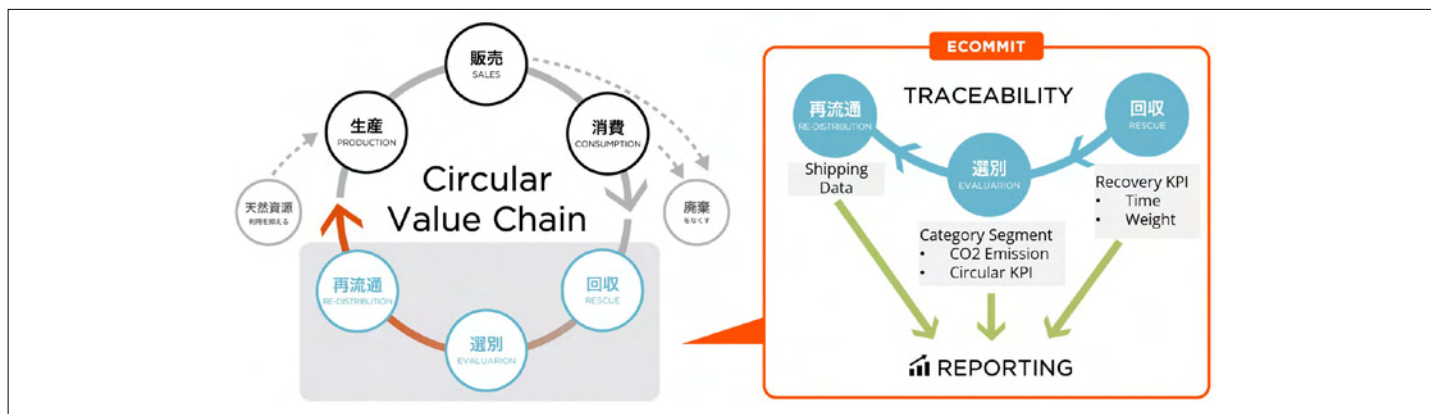 販売
SALES
生産
PRODUCTION
消費
CONSUMPTION
Circular
Value Chain
天然資源
利用を抑える
廃棄
をなくす
再流通
RE-DISTRIBUTION
回収
RESCUE
選別
EVALUARION
ECOMMIT
TRACEABILITY
再流通
RE-DISTRIBUTION
回収
RESCUE
選別
EVALUARION
Shipping
Data
Recovery KPI
• Time
• Weight
Category Segment
• CO2 Emission
• Circular KPI
REPORTING